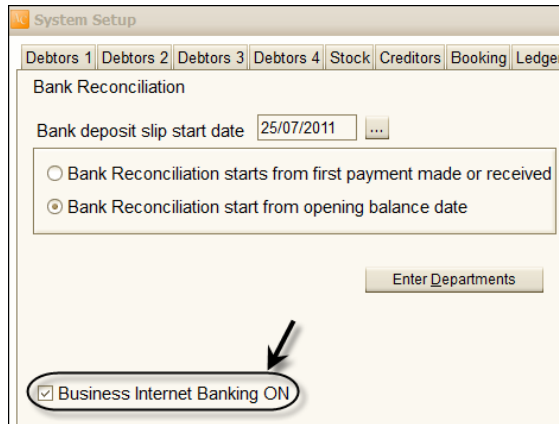 System Setup
Debtors 1 Debtors 2 Debtors 3 Debtors 4 Stock Creditors Booking Ledge
Bank Reconciliation
Bank deposit slip start date 25/07/2011 ...
Bank Reconciliation starts from first payment made or received
Bank Reconciliation start from opening balance date
Enter Departments
Business Internet Banking ON